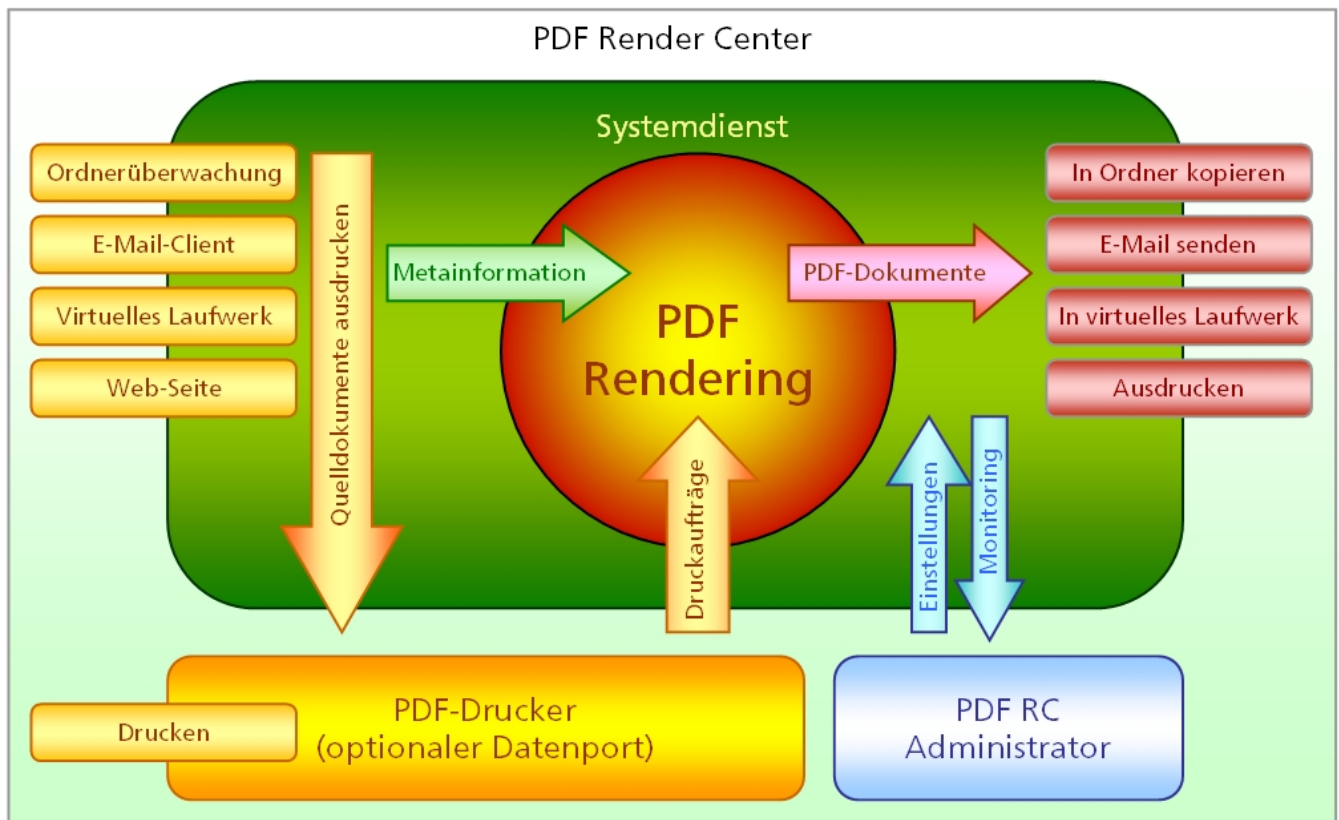 PDF Render Center
Systemdienst
Ordnerüberwachung
E-Mail-Client
Virtuelles Laufwerk
Web-Seite
Quelldokumente ausdrucken
Metainformation
PDF
Rendering
PDF-Dokumente
In Ordner kopieren
E-Mail senden
In virtuelles Laufwerk
Ausdrucken
Druckaufträge
Einstellungen
Monitoring
Drucken
PDF-Drucker
(optionaler Datenport)
PDF RC
Administrator